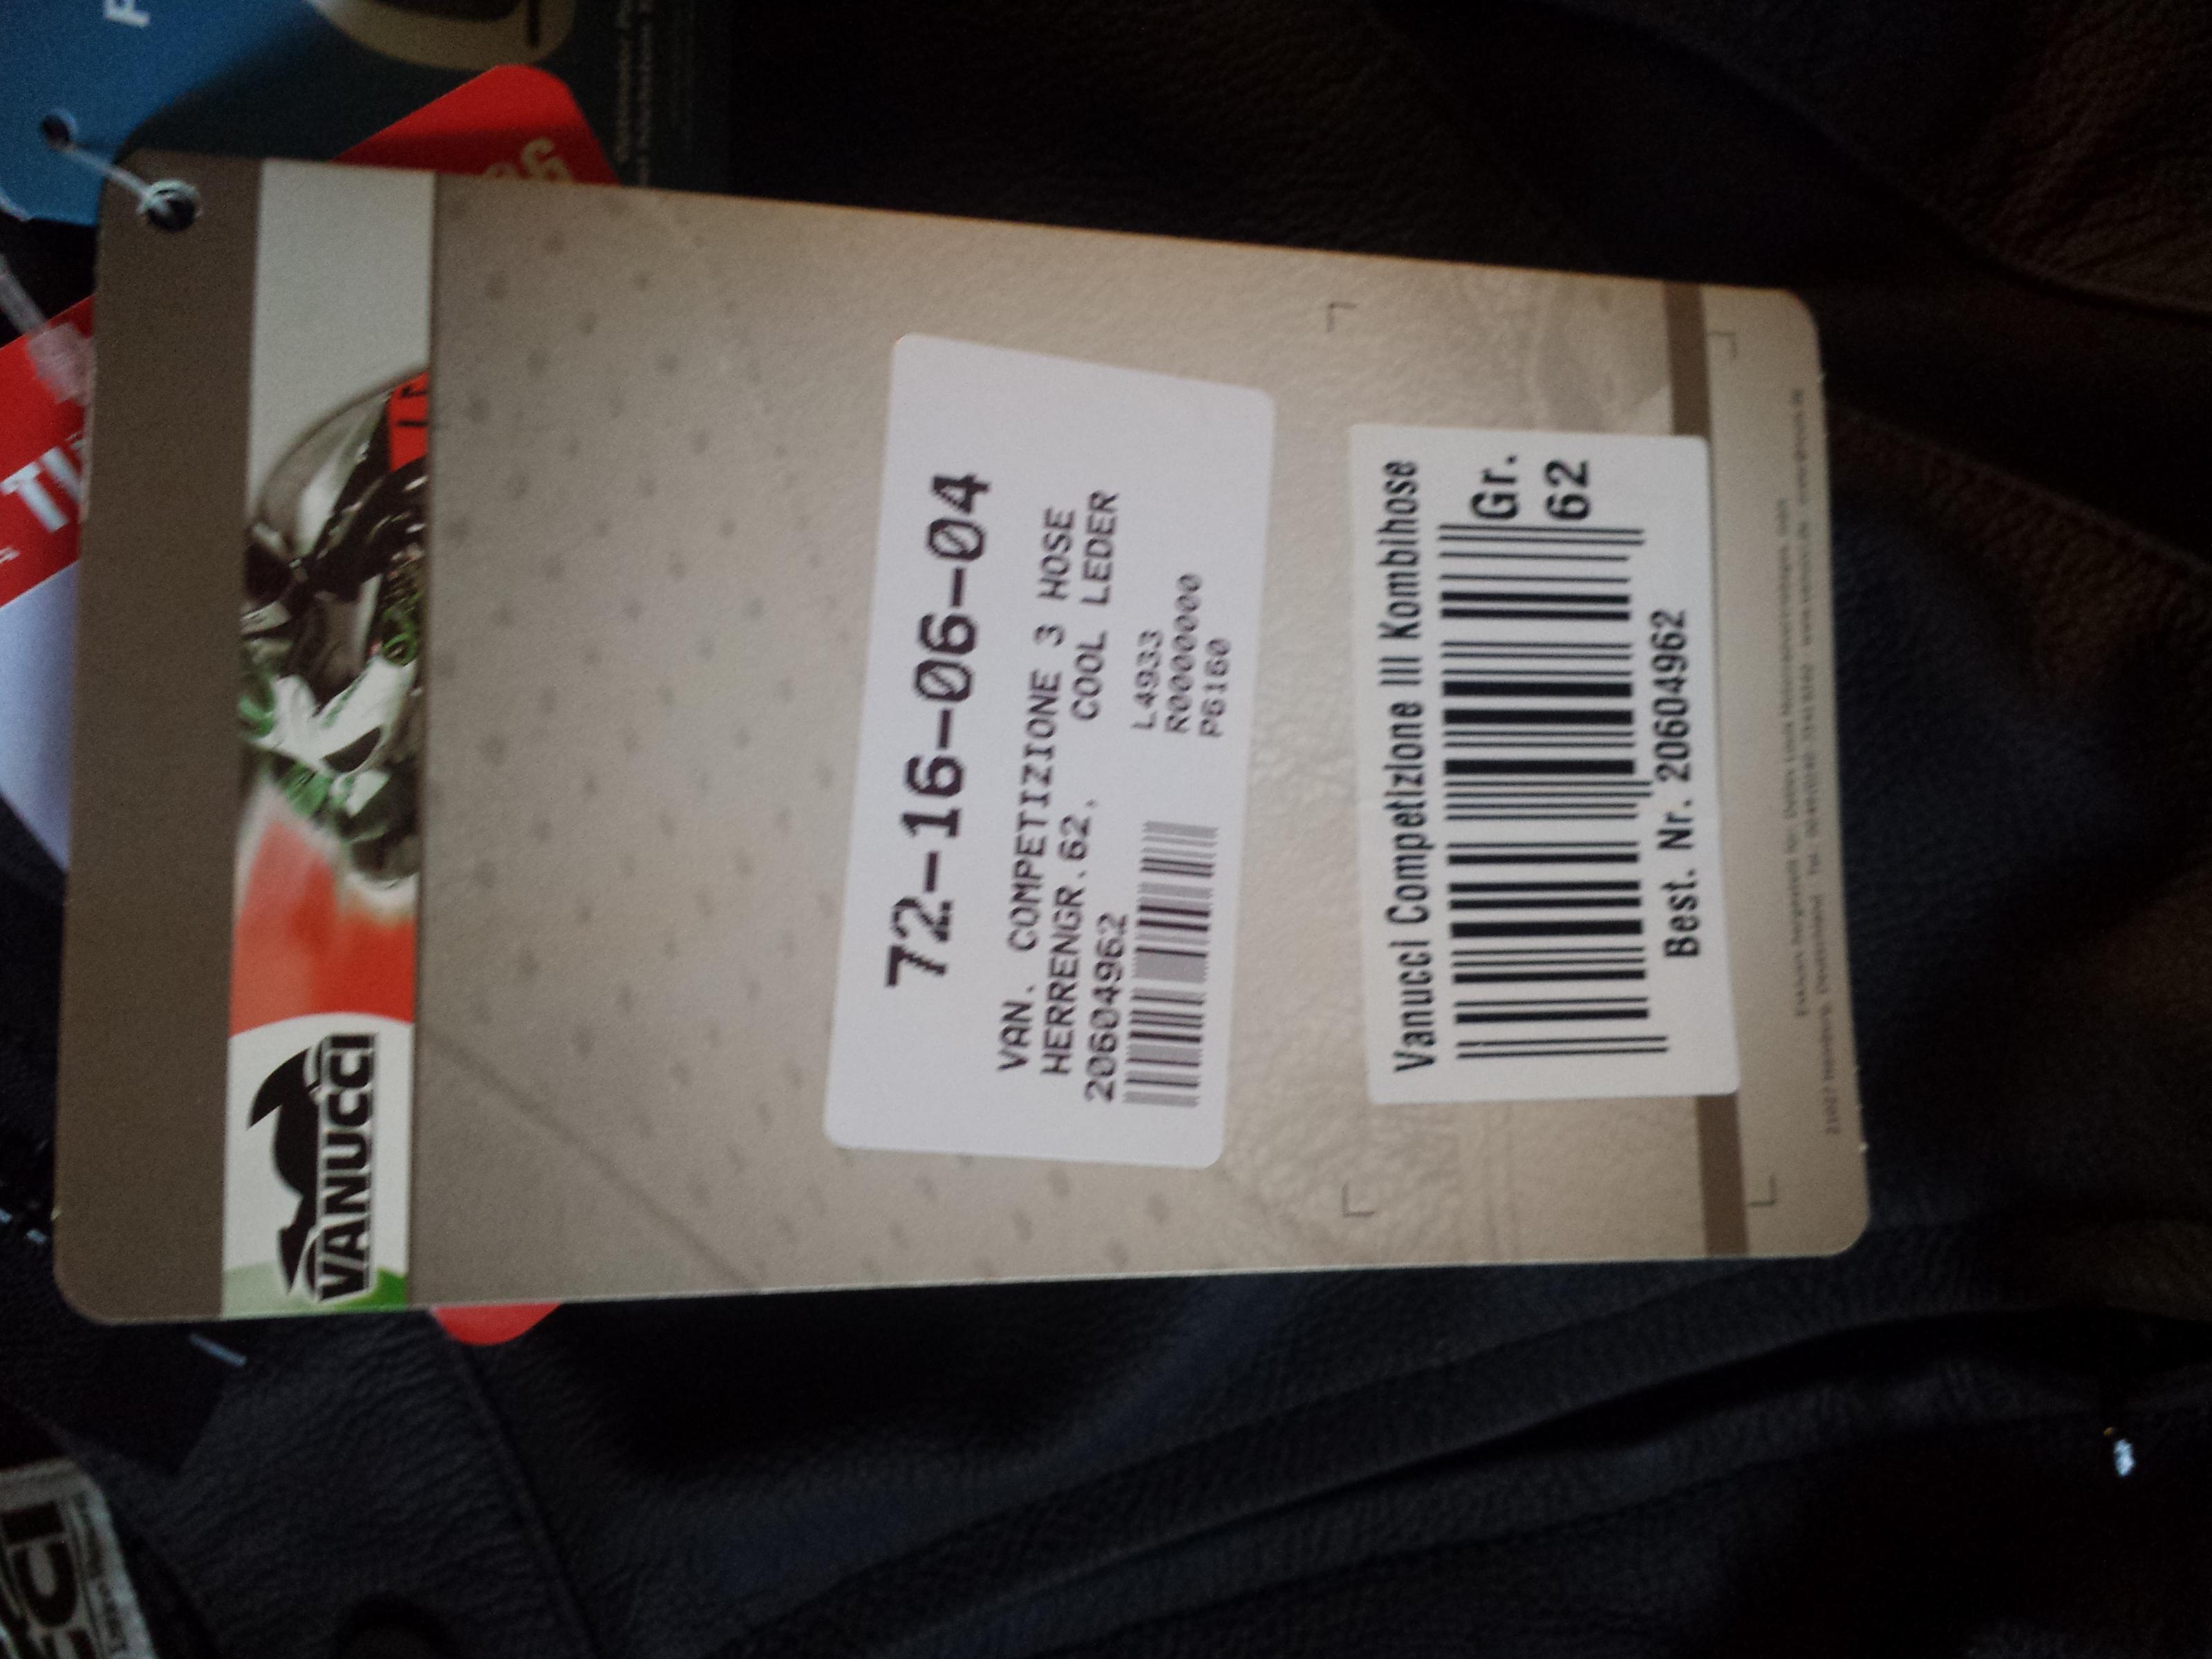 VANUCCI
72-16-06-04
VAN. COMPETIZIONE 3 HOSE
HERRENGR.62, COOL LEDER
20604962
L4933
R0000000
P6160
Vanucci Competizione III Kombihose
Gr.
62
Best. Nr. 20604962
TI